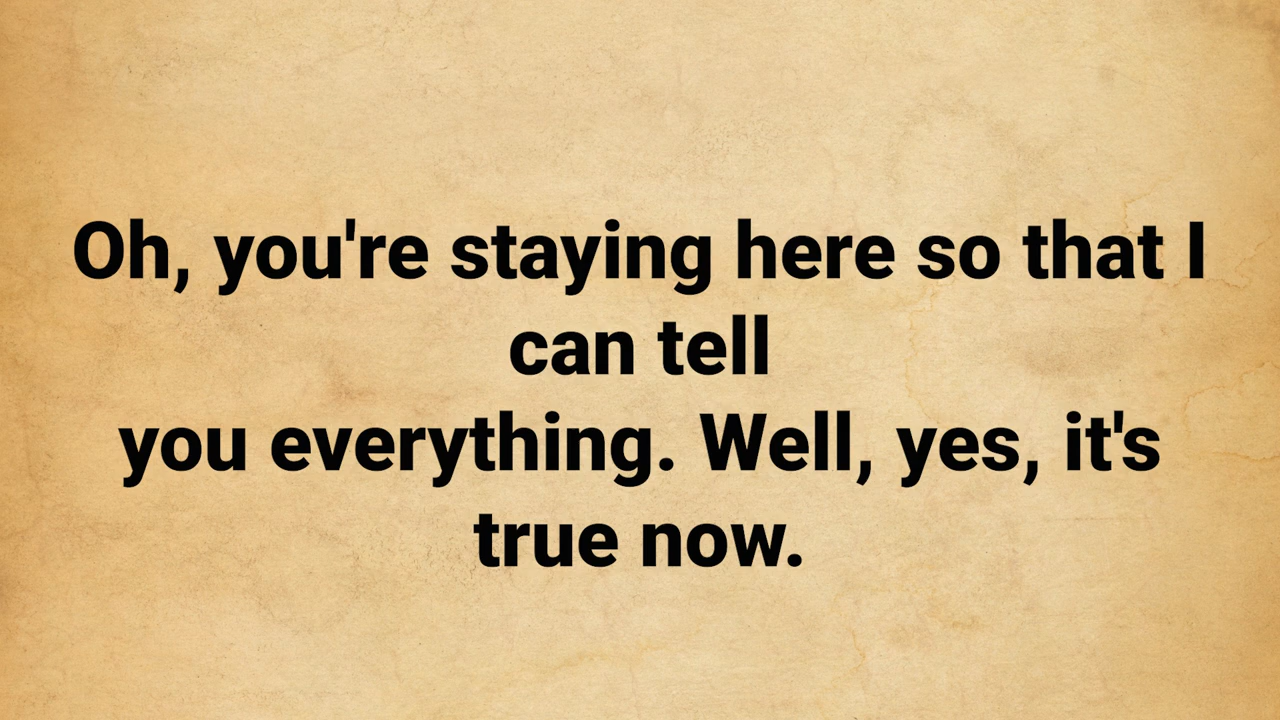 Oh, you're staying here so that I
can tell
you everything. Well, yes, it's
true now.